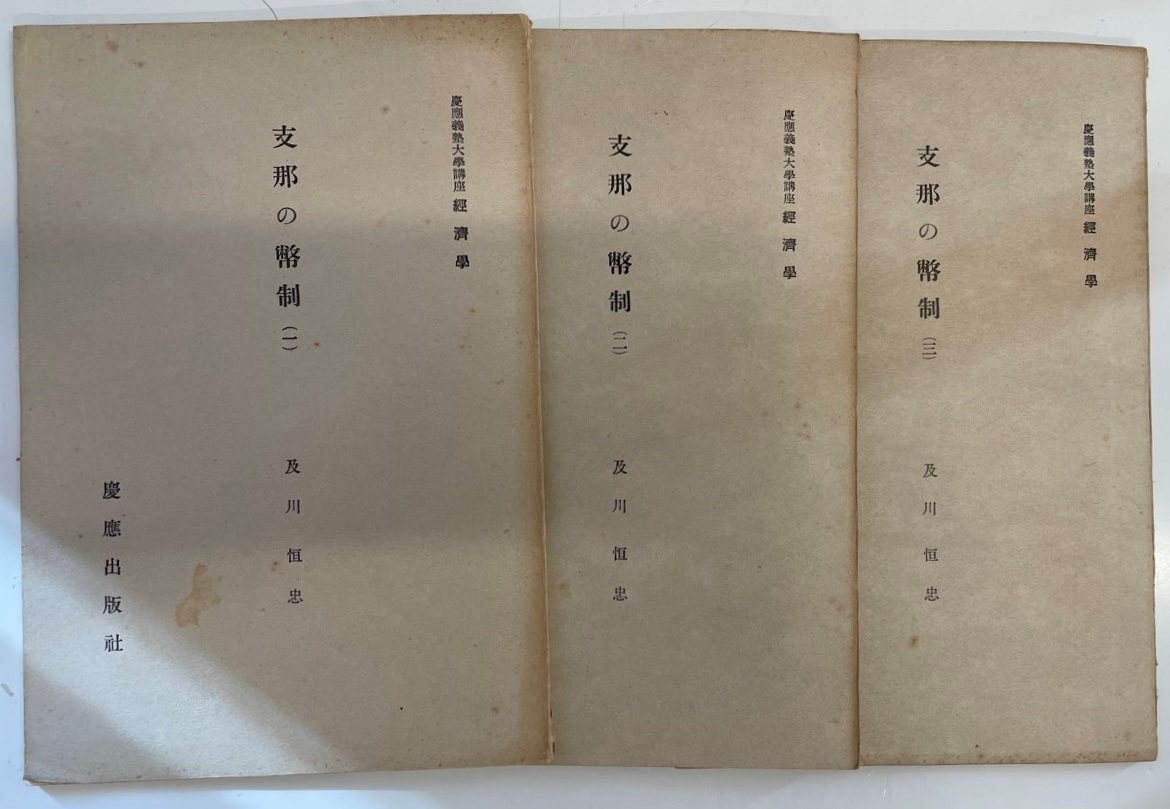 慶應義塾大學講座 經濟學
支那の幣制 (一)
及川恒忠
慶應出版社
慶應義塾大學講座 經濟學
支那の幣制 (二)
及川恒忠
慶應義塾大學講座 經濟學
支那の幣制 (三)
及川恒忠